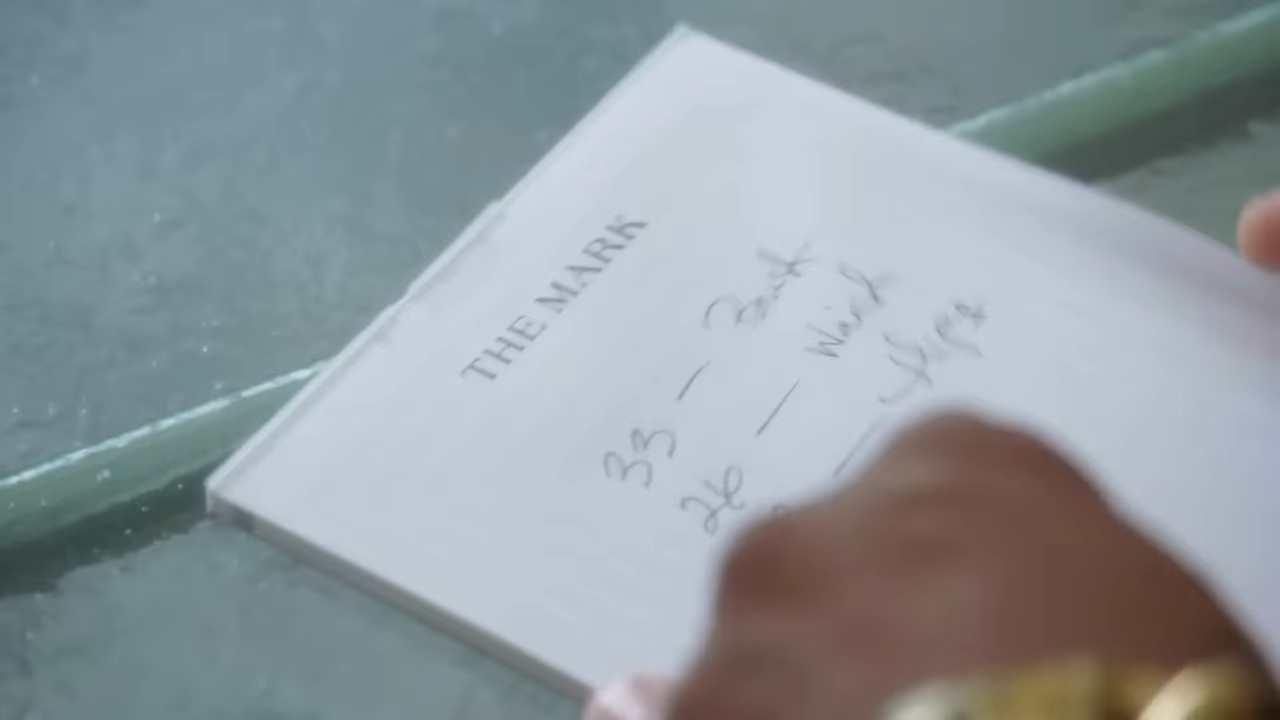 THE MARK
33 — Bust
26 — Waist
— Hips